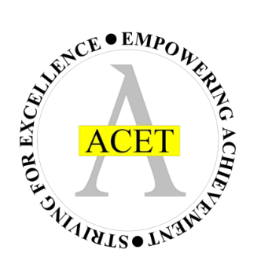 STRIVING FOR EXCELLENCE ● EMPOWERING ACHIEVEMENT ●
A
ACET